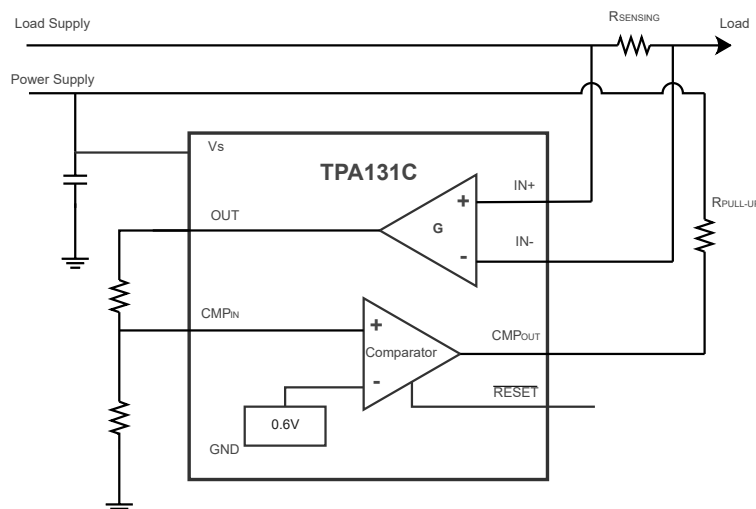 RSENSING
Load Supply
Load
Power Supply
Vs
TPA131C
IN+
OUT
+
G
RPULL-UP
IN-
-
CMPIN
+
CMPOUT
Comparator
-
RESET
0.6V
GND